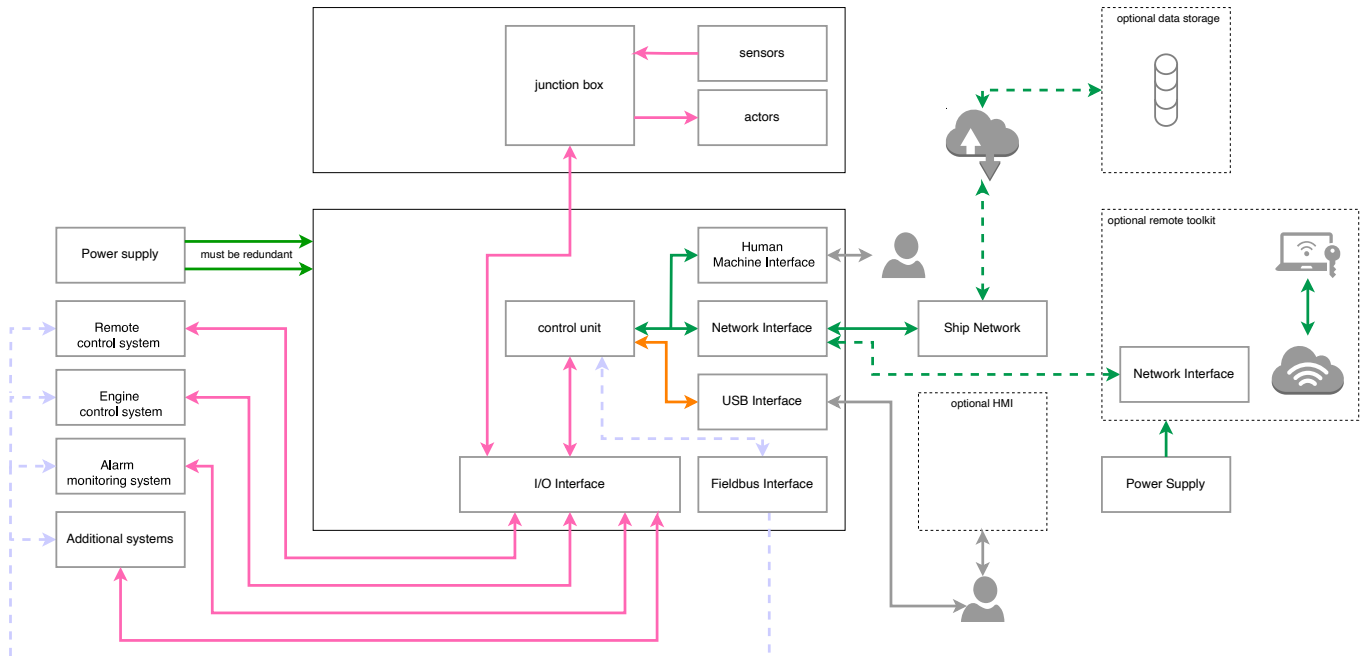 optional data storage
sensors
junction box
actors
optional remote toolkit
Power supply
must be redundant
Human
Machine Interface
Remote
control system
control unit
Network Interface
Ship Network
Network Interface
Engine
control system
USB Interface
optional HMI
Alarm
monitoring system
I/O Interface
Fieldbus Interface
Power Supply
Additional systems